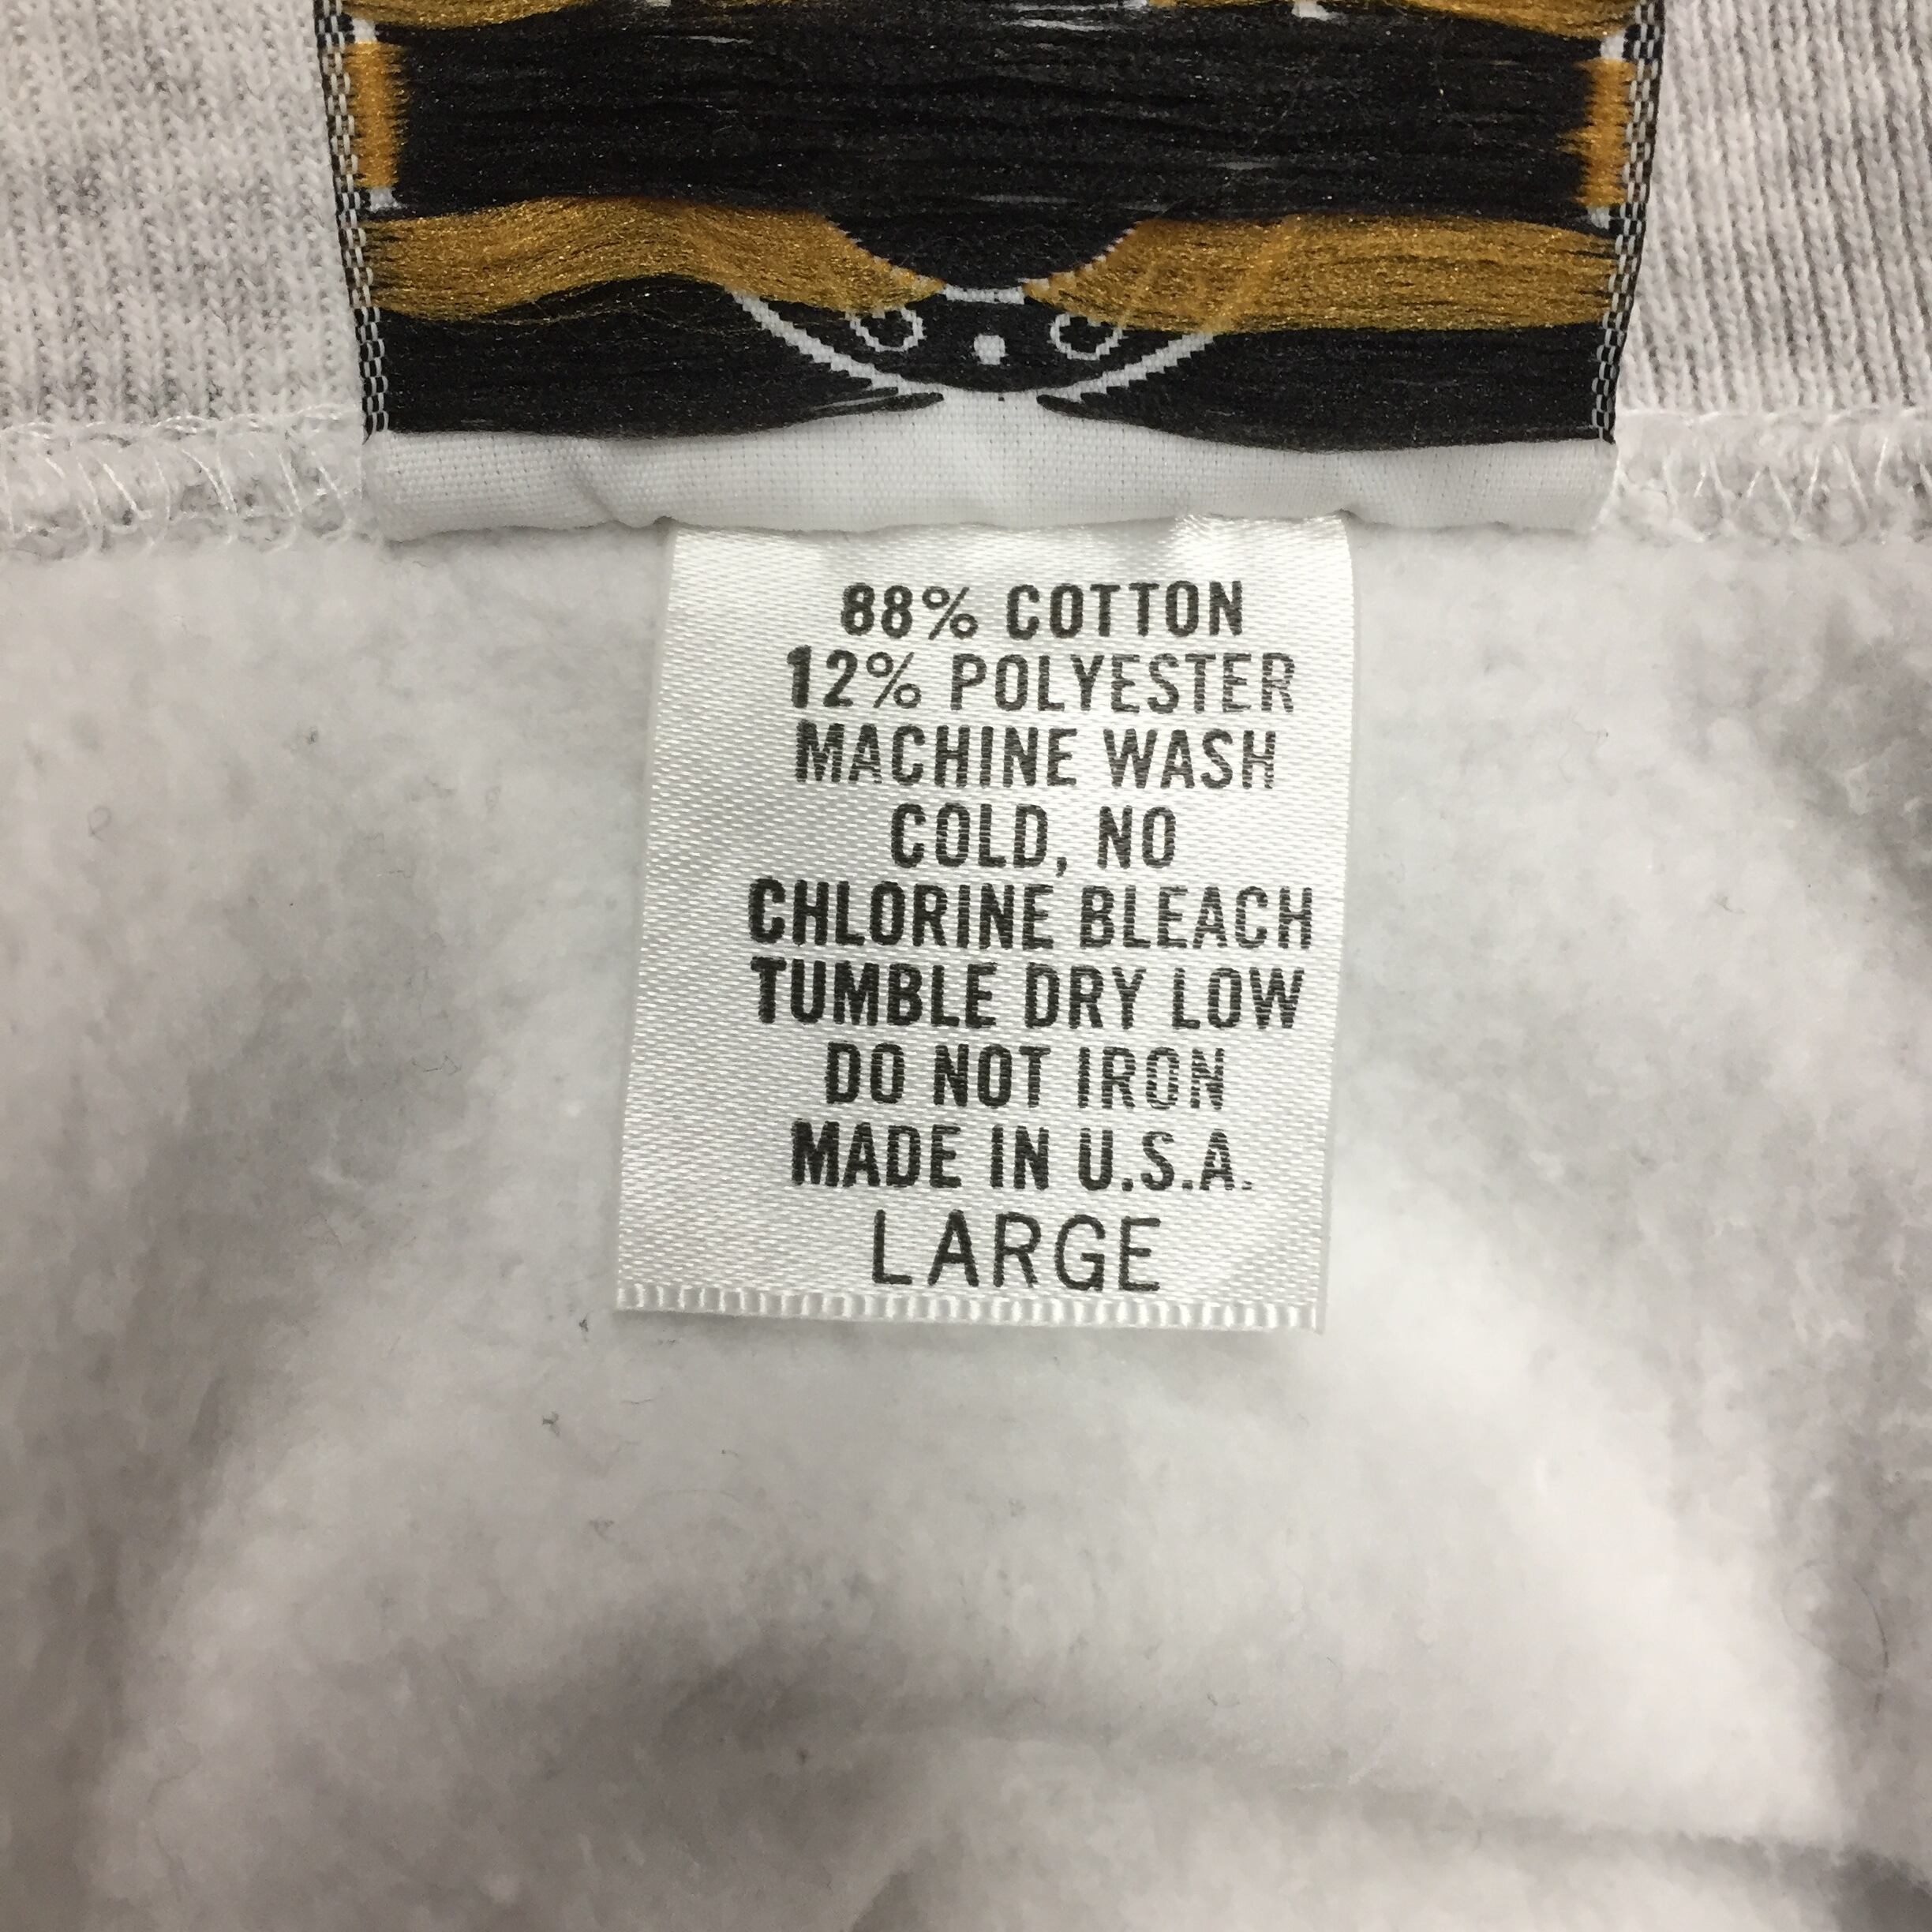 88% COTTON
12% POLYESTER
MACHINE WASH
COLD, NO
CHLORINE BLEACH
TUMBLE DRY LOW
DO NOT IRON
MADE IN U.S.A.
LARGE